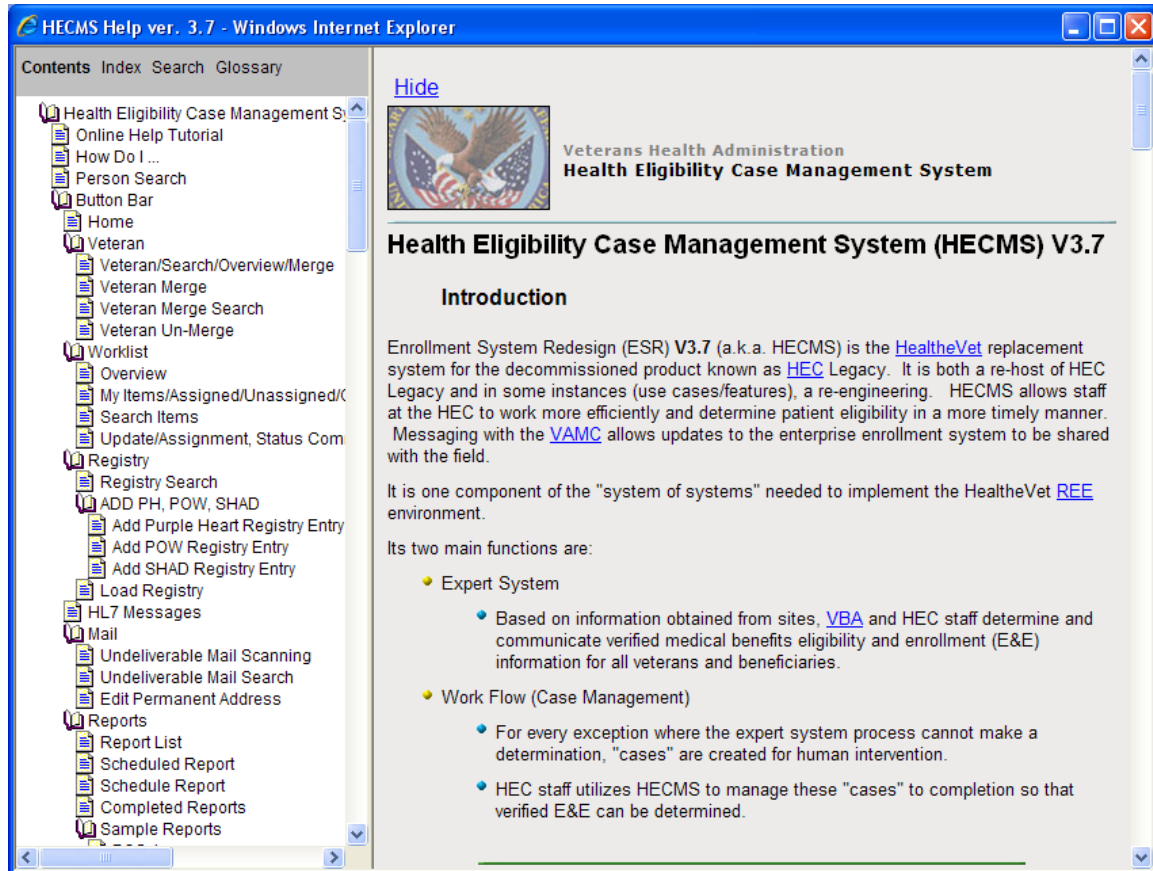 HECMS Help ver. 3.7 - Windows Internet Explorer
Contents Index Search Glossary
Health Eligibility Case Management Sy
Online Help Tutorial
How Do I ...
Person Search
Button Bar
Home
Veteran
Veteran/Search/Overview/Merge
Veteran Merge
Veteran Merge Search
Veteran Un-Merge
Worklist
Overview
My Items/Assigned/Unassigned/
Search Items
Update/Assignment, Status Com
Registry
Registry Search
ADD PH, POW, SHAD
Add Purple Heart Registry Entry
Add POW Registry Entry
Add SHAD Registry Entry
Load Registry
HL7 Messages
Mail
Undeliverable Mail Scanning
Undeliverable Mail Search
Edit Permanent Address
Reports
Report List
Scheduled Report
Schedule Report
Completed Reports
Sample Reports
Hide
Veterans Health Administration
Health Eligibility Case Management System
Health Eligibility Case Management System (HECMS) V3.7
Introduction
Enrollment System Redesign (ESR) V3.7 (a.k.a. HECMS) is the HealtheVet replacement
system for the decommissioned product known as HEC Legacy. It is both a re-host of HEC
Legacy and in some instances (use cases/features), a re-engineering. HECMS allows staff
at the HEC to work more efficiently and determine patient eligibility in a more timely manner.
Messaging with the VAMC allows updates to the enterprise enrollment system to be shared
with the field.
It is one component of the "system of systems" needed to implement the HealtheVet REE
environment.
Its two main functions are:
Expert System
Based on information obtained from sites, VBA and HEC staff determine and
communicate verified medical benefits eligibility and enrollment (E&E)
information for all veterans and beneficiaries.
Work Flow (Case Management)
For every exception where the expert system process cannot make a
determination, "cases" are created for human intervention.
HEC staff utilizes HECMS to manage these "cases" to completion so that
verified E&E can be determined.